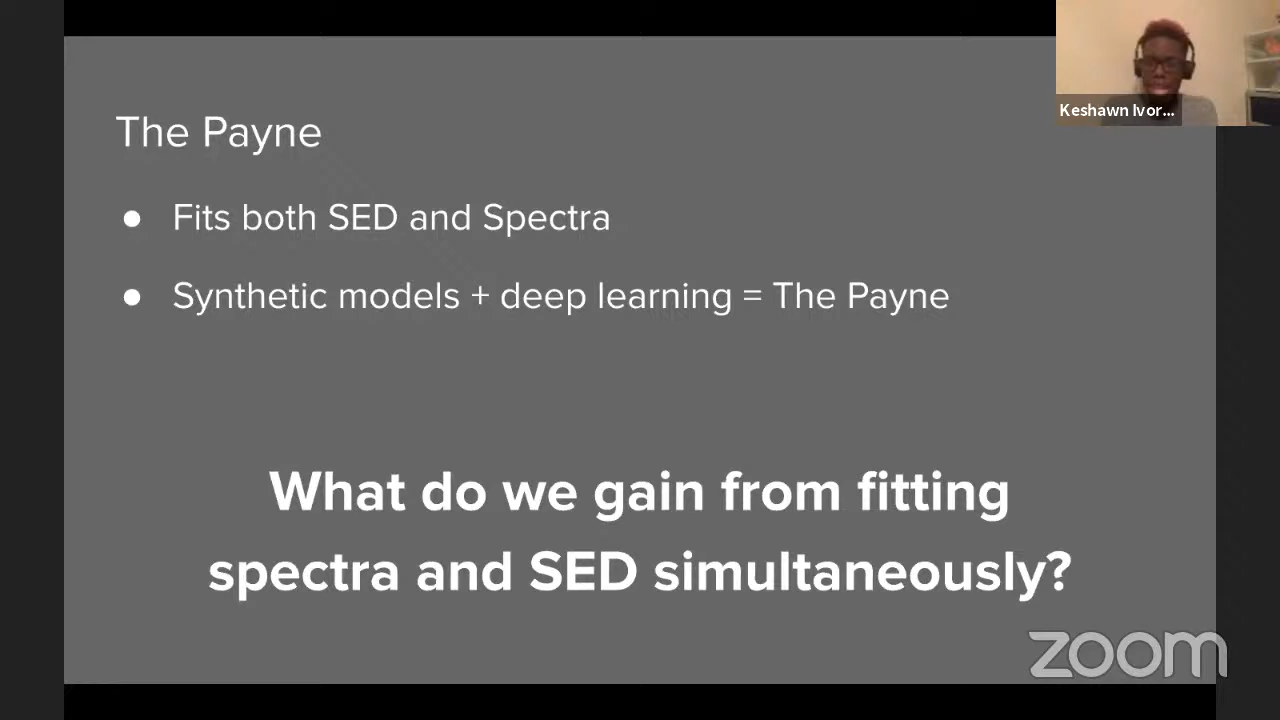 The Payne
● Fits both SED and Spectra
● Synthetic models + deep learning = The Payne
What do we gain from fitting
spectra and SED simultaneously?
Keshawn Ivor...
zoom